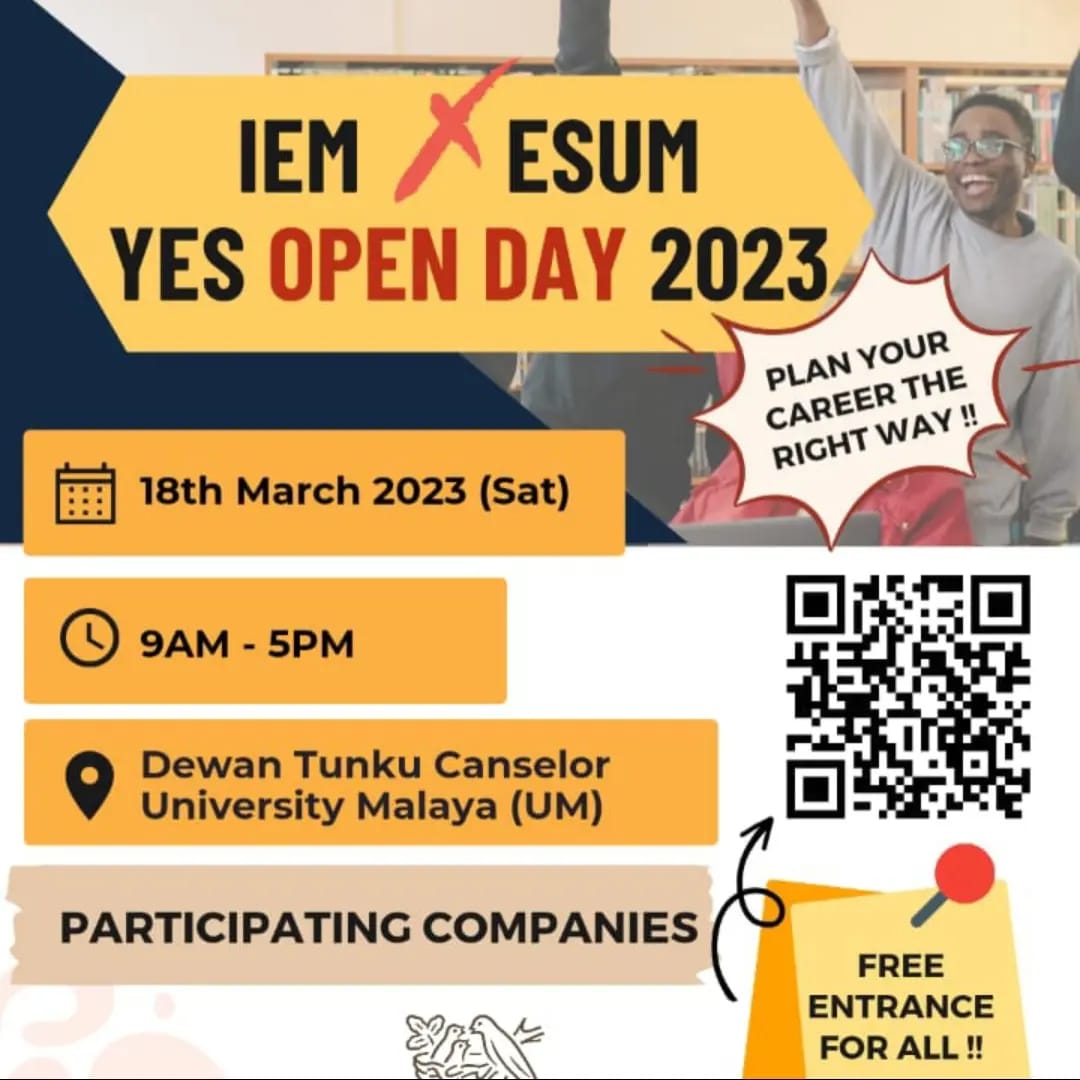 IEM X ESUM
YES OPEN DAY 2023
PLAN YOUR
CAREER THE
RIGHT WAY !!
18th March 2023 (Sat)
9AM - 5PM
Dewan Tunku Canselor
University Malaya (UM)
PARTICIPATING COMPANIES
FREE
ENTRANCE
FOR ALL !!